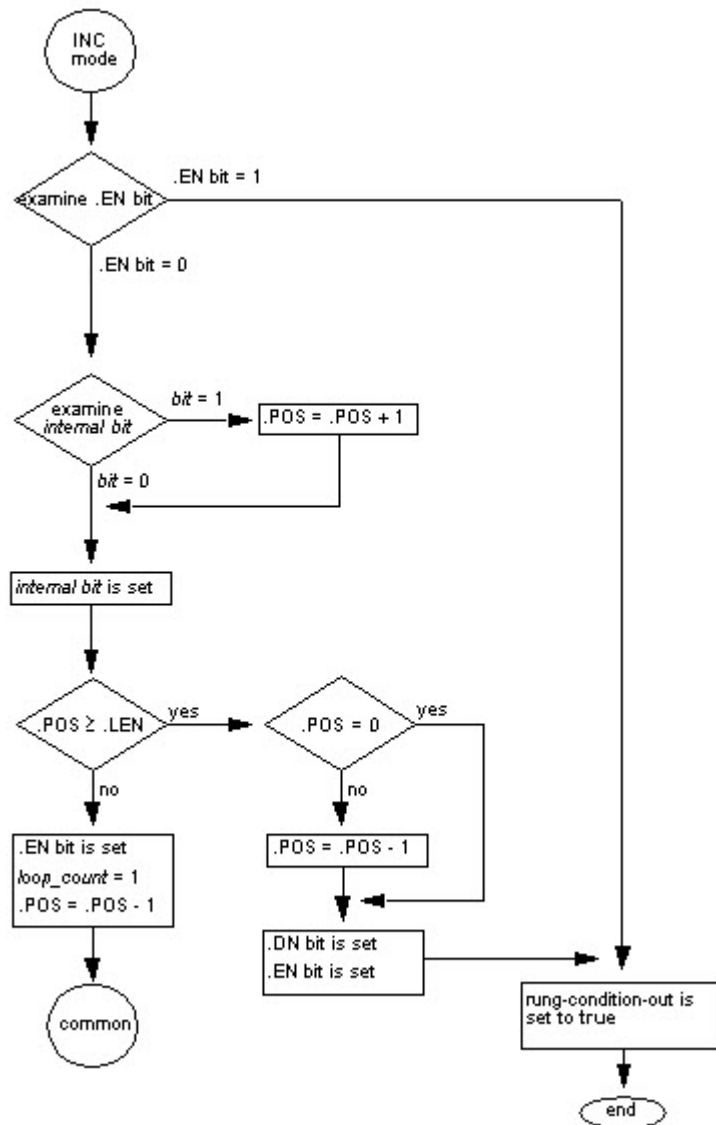 INC
mode
.EN bit = 1
examine .EN bit
.EN bit = 0
examine
internal bit
bit = 1
.POS = .POS + 1
bit = 0
internal bit is set
.POS ≥ .LEN
yes
.POS = 0
yes
no
no
.EN bit is set
loop_count = 1
.POS = .POS - 1
.POS = .POS - 1
.DN bit is set
.EN bit is set
common
rung-condition-out is
set to true
end